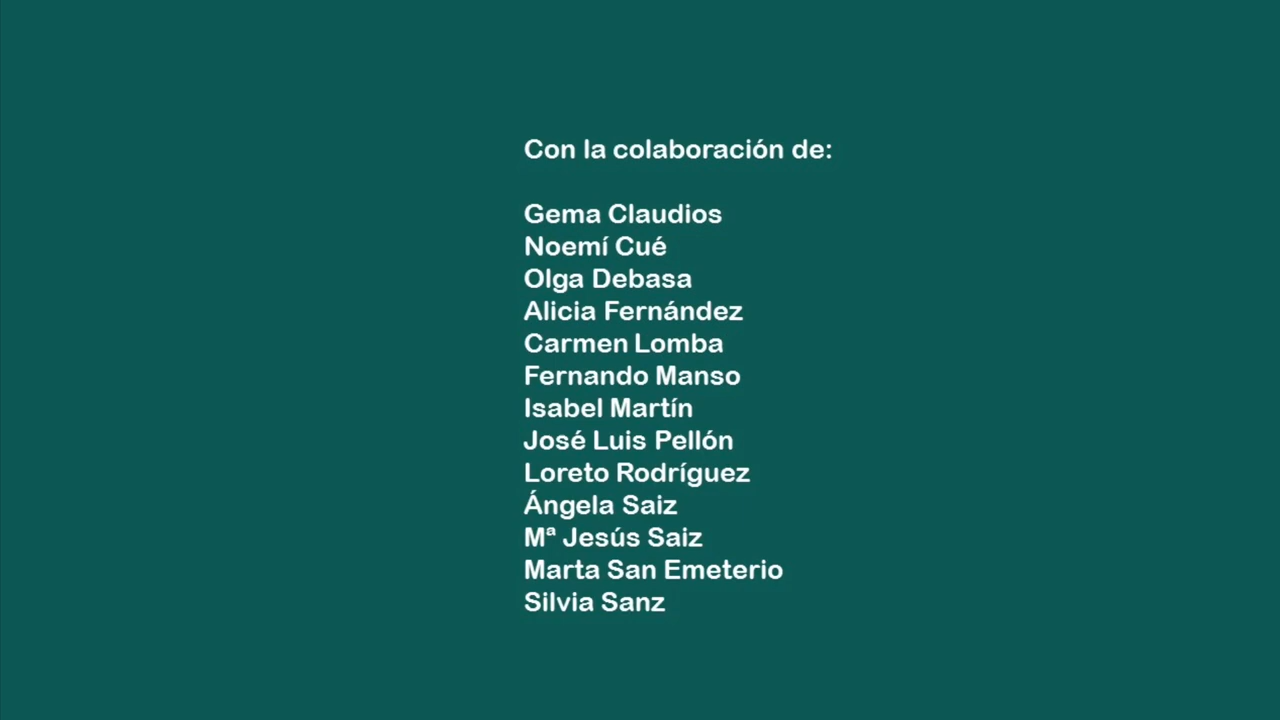 Con la colaboración de:
Gema Claudios
Noemí Cué
Olga Debasa
Alicia Fernández
Carmen Lomba
Fernando Manso
Isabel Martín
José Luis Pellón
Loreto Rodríguez
Ángela Saiz
Mª Jesús Saiz
Marta San Emeterio
Silvia Sanz